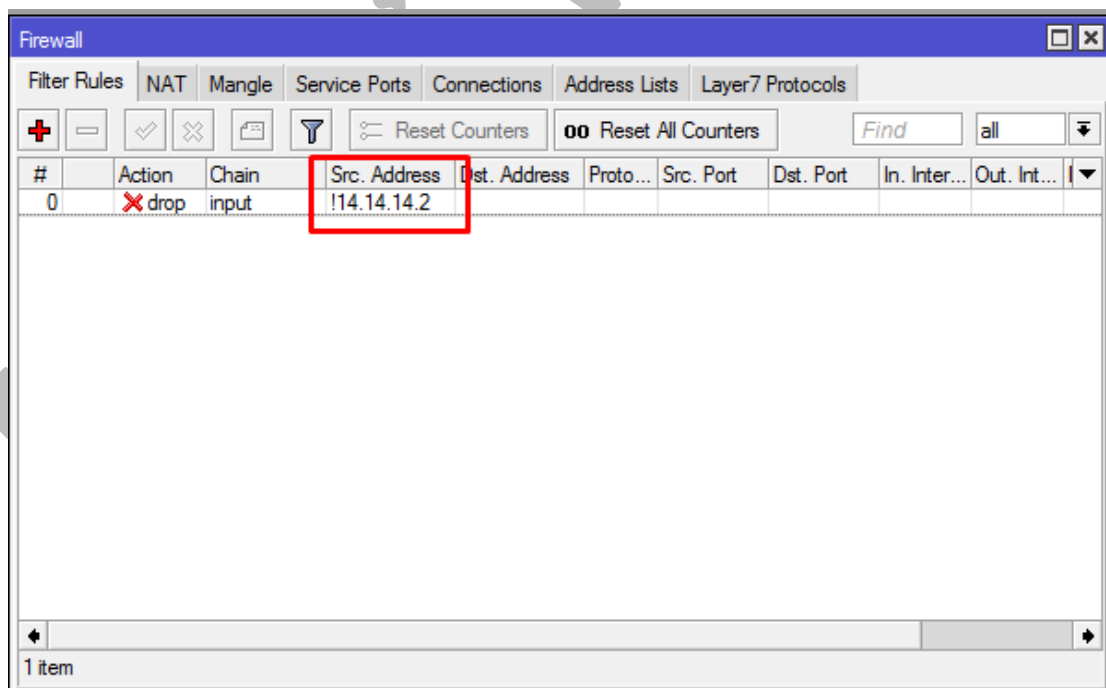 Firewall
Filter Rules NAT Mangle Service Ports Connections Address Lists Layer7 Protocols
Reset Counters 00 Reset All Counters Find all
# Action Chain Src. Address Dst. Address Proto... Src. Port Dst. Port In. Inter... Out. Int...
0 drop input !14.14.14.2
1 item